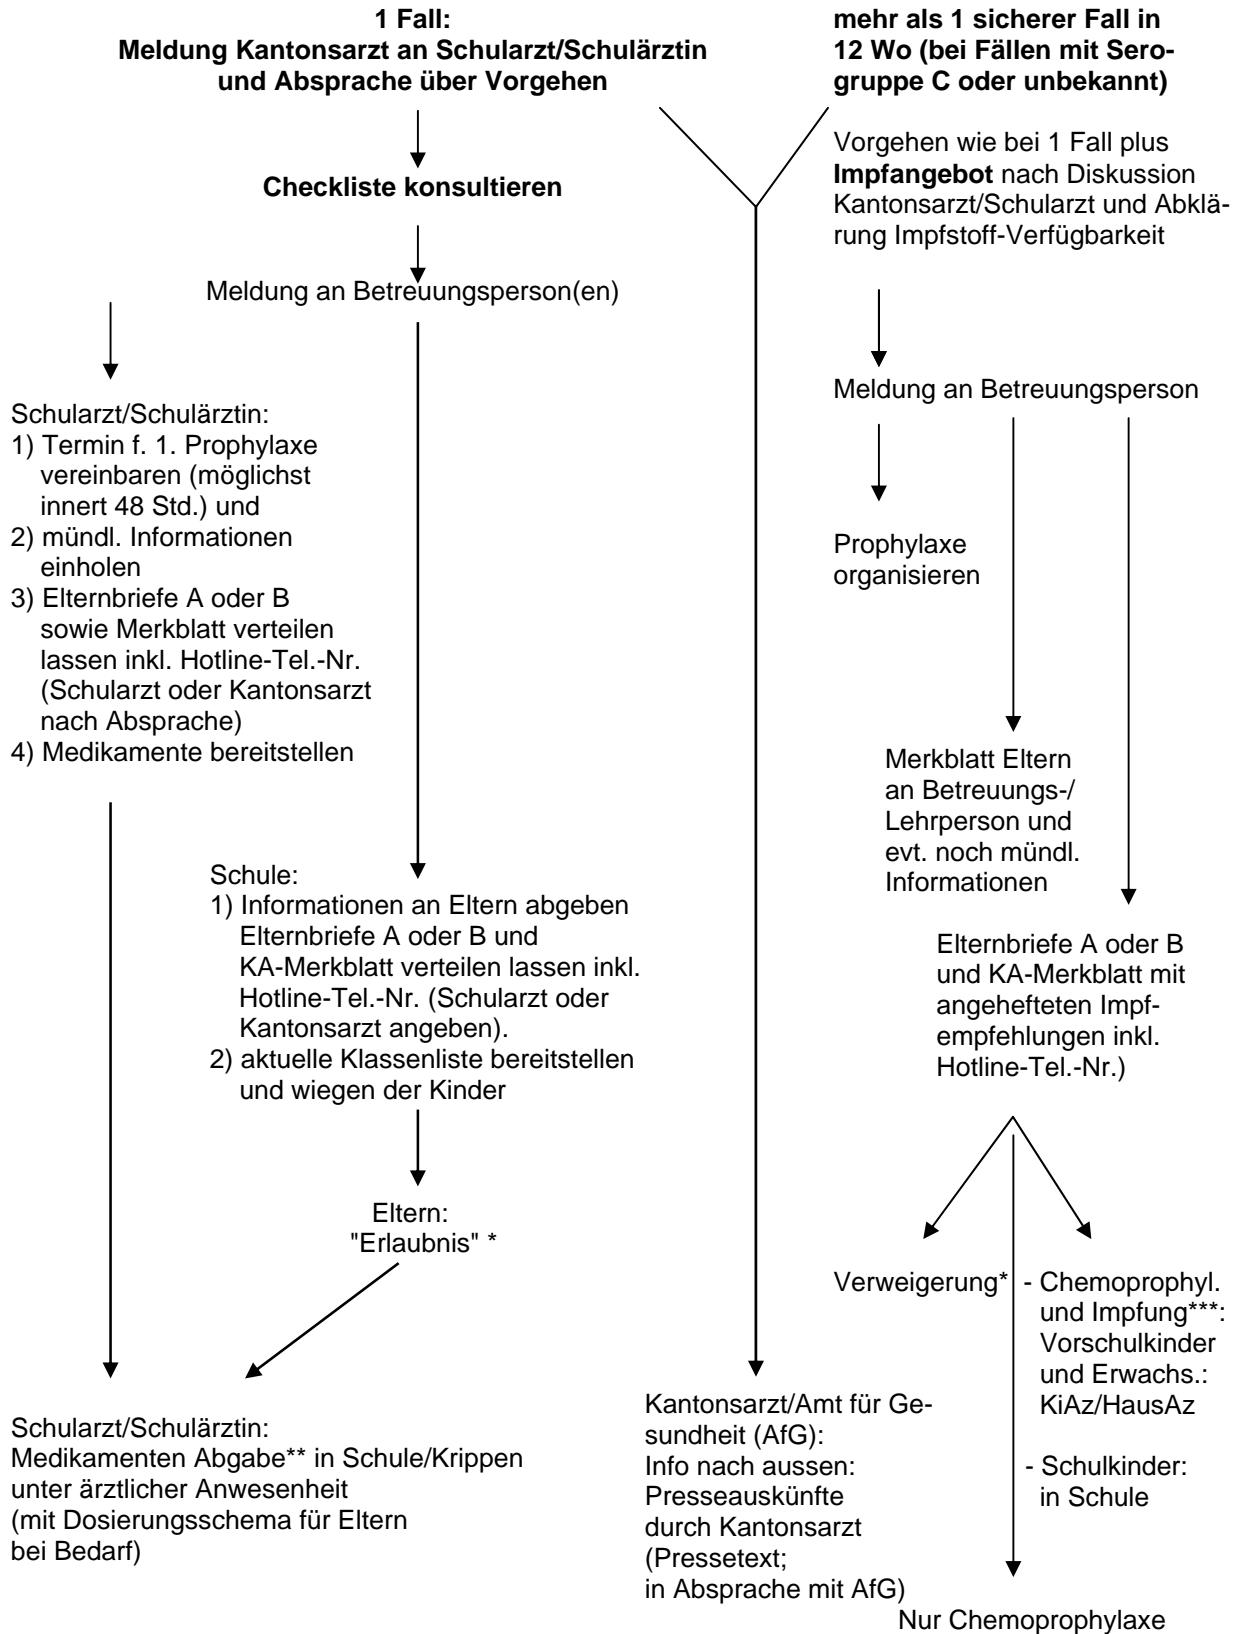 1 Fall:
Meldung Kantonsarzt an Schularzt/Schulärztin
und Absprache über Vorgehen
Checkliste konsultieren
Meldung an Betreuungsperson(en)
Schularzt/Schulärztin:
1) Termin f. 1. Prophylaxe
vereinbaren (möglichst
innert 48 Std.) und
2) mündl. Informationen
einholen
3) Elternbriefe A oder B
sowie Merkblatt verteilen
lassen inkl. Hotline-Tel.-Nr.
(Schularzt oder Kantonsarzt
nach Absprache)
4) Medikamente bereitstellen
Schule:
1) Informationen an Eltern abgeben
Elternbriefe A oder B und
KA-Merkblatt verteilen lassen inkl.
Hotline-Tel.-Nr. (Schularzt oder
Kantonsarzt angeben).
2) aktuelle Klassenliste bereitstellen
und wiegen der Kinder
Eltern:
"Erlaubnis" *
Schularzt/Schulärztin:
Medikamenten Abgabe** in Schule/Krippen
unter ärztlicher Anwesenheit
(mit Dosierungsschema für Eltern
bei Bedarf)
Kantonsarzt/Amt für Ge-
sundheit (AfG):
Info nach aussen:
Presseauskünfte
durch Kantonsarzt
(Pressetext;
in Absprache mit AfG)
mehr als 1 sicherer Fall in
12 Wo (bei Fällen mit Sero-
gruppe C oder unbekannt)
Vorgehen wie bei 1 Fall plus
Impfangebot nach Diskussion
Kantonsarzt/Schularzt und Abklä-
rung Impfstoff-Verfügbarkeit
Meldung an Betreuungsperson
Prophylaxe
organisieren
Merkblatt Eltern
an Betreuungs-/
Lehrperson und
evt. noch mündl.
Informationen
Elternbriefe A oder B
und KA-Merkblatt mit
angehefteten Impf-
empfehlungen inkl.
Hotline-Tel.-Nr.)
Verweigerung*
- Chemoprophyl.
und Impfung***:
Vorschulkinder
und Erwachs.:
KiAz/HausAz
- Schulkinder:
in Schule
Nur Chemoprophylaxe